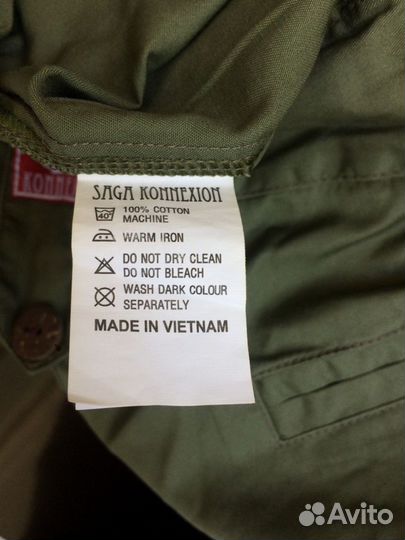 KONNE
SAGA KONNEXION
40° 100% COTTON
MACHINE
WARM IRON
DO NOT DRY CLEAN
DO NOT BLEACH
WASH DARK COLOUR
SEPARATELY
MADE IN VIETNAM
Avito